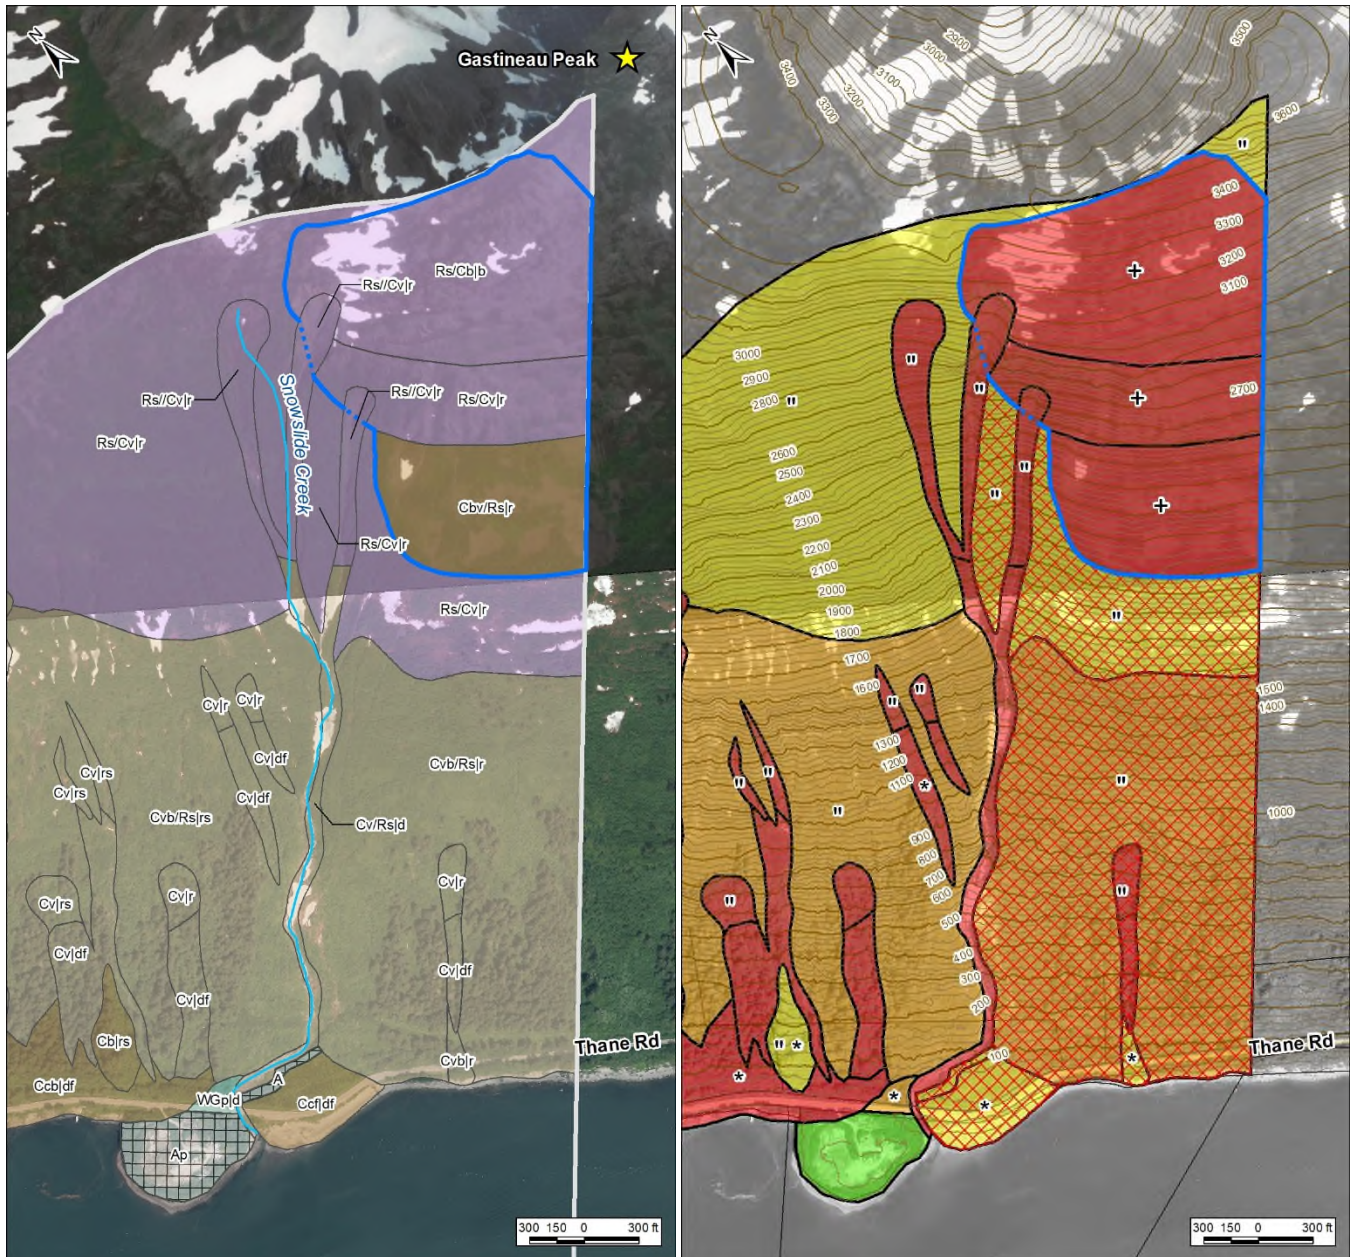 N
Gastineau Peak
Rs/Cb|b
Rs//Cv|r
Rs//Cv|r
Rs//Cv|r
Rs/Cv|r
Rs/Cv|r
Snowslide Creek
Cbv/Rs|r
Rs/Cv|r
Rs/Cv|r
Cv|r
Cv|r
Cv|df
Cv|rs
Cv|rs
Cv|df
Cvb/Rs|r
Cvb/Rs|rs
Cv/Rs|d
Cv|r
Cv|r
Cv|rs
Cv|df
Cv|df
Cv|df
Cb|rs
Thane Rd
Cvb|r
Ccb|df
A
WGp|d
Ccf|df
Ap
300 150 0 300 ft
N
3500
2900
3000
3400
3100
3200
3300
3600
"
3400
3300
3200
+
3100
3000
2900
2800
"
"
"
"
+
2700
2600
2500
2400
2300
"
"
+
2200
2100
2000
1900
1800
1700
"
1600
"
"
1500
1400
1300
1200
1100
*
"
"
"
"
1000
900
800
700
600
500
"
"
400
300
200
100
" *
*
*
*
*
Thane Rd
300 150 0 300 ft